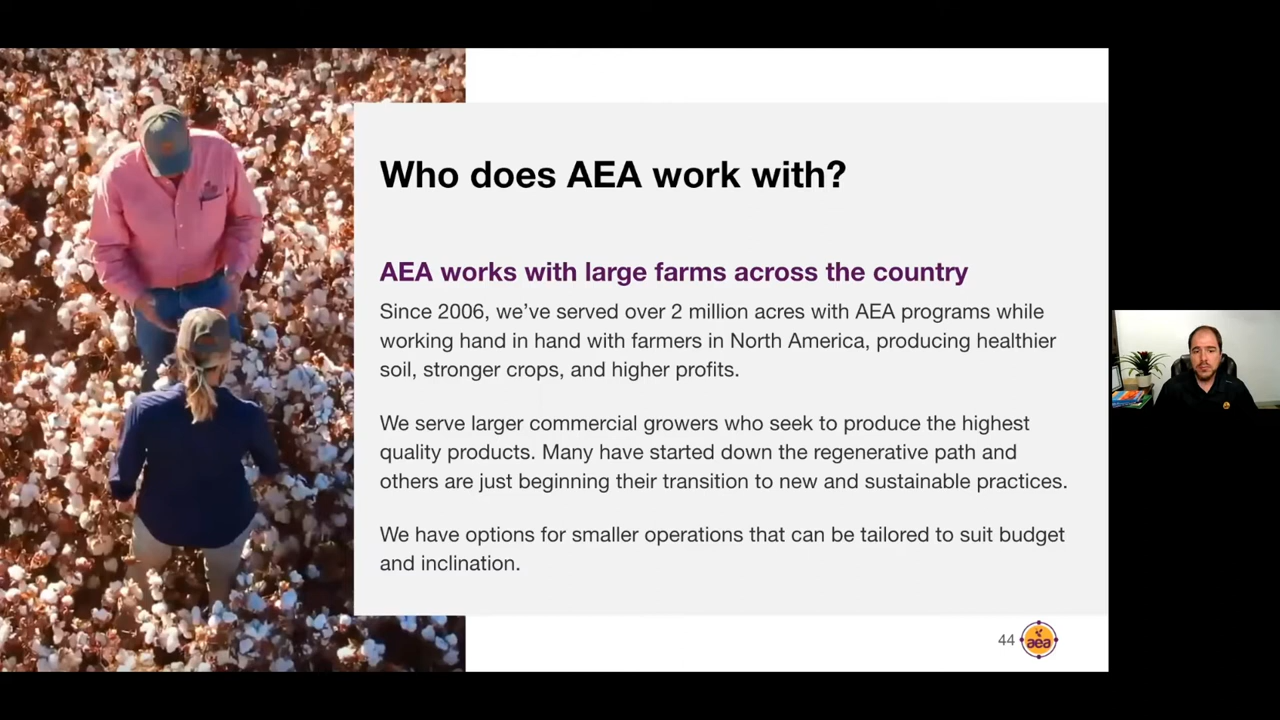 Who does AEA work with?
AEA works with large farms across the country
Since 2006, we've served over 2 million acres with AEA programs while
working hand in hand with farmers in North America, producing healthier
soil, stronger crops, and higher profits.
We serve larger commercial growers who seek to produce the highest
quality products. Many have started down the regenerative path and
others are just beginning their transition to new and sustainable practices.
We have options for smaller operations that can be tailored to suit budget
and inclination.
44
aea